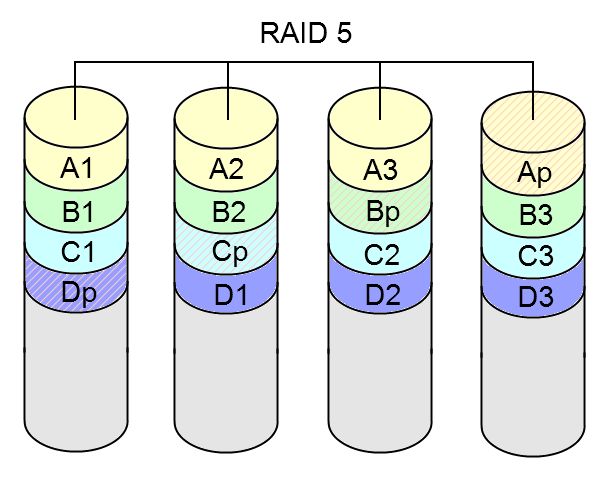 RAID 5
A1 A2 A3 Ap
B1 B2 Bp B3
C1 Cp C2 C3
Dp D1 D2 D3